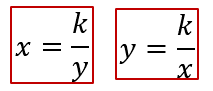 x = k/y
y = k/x